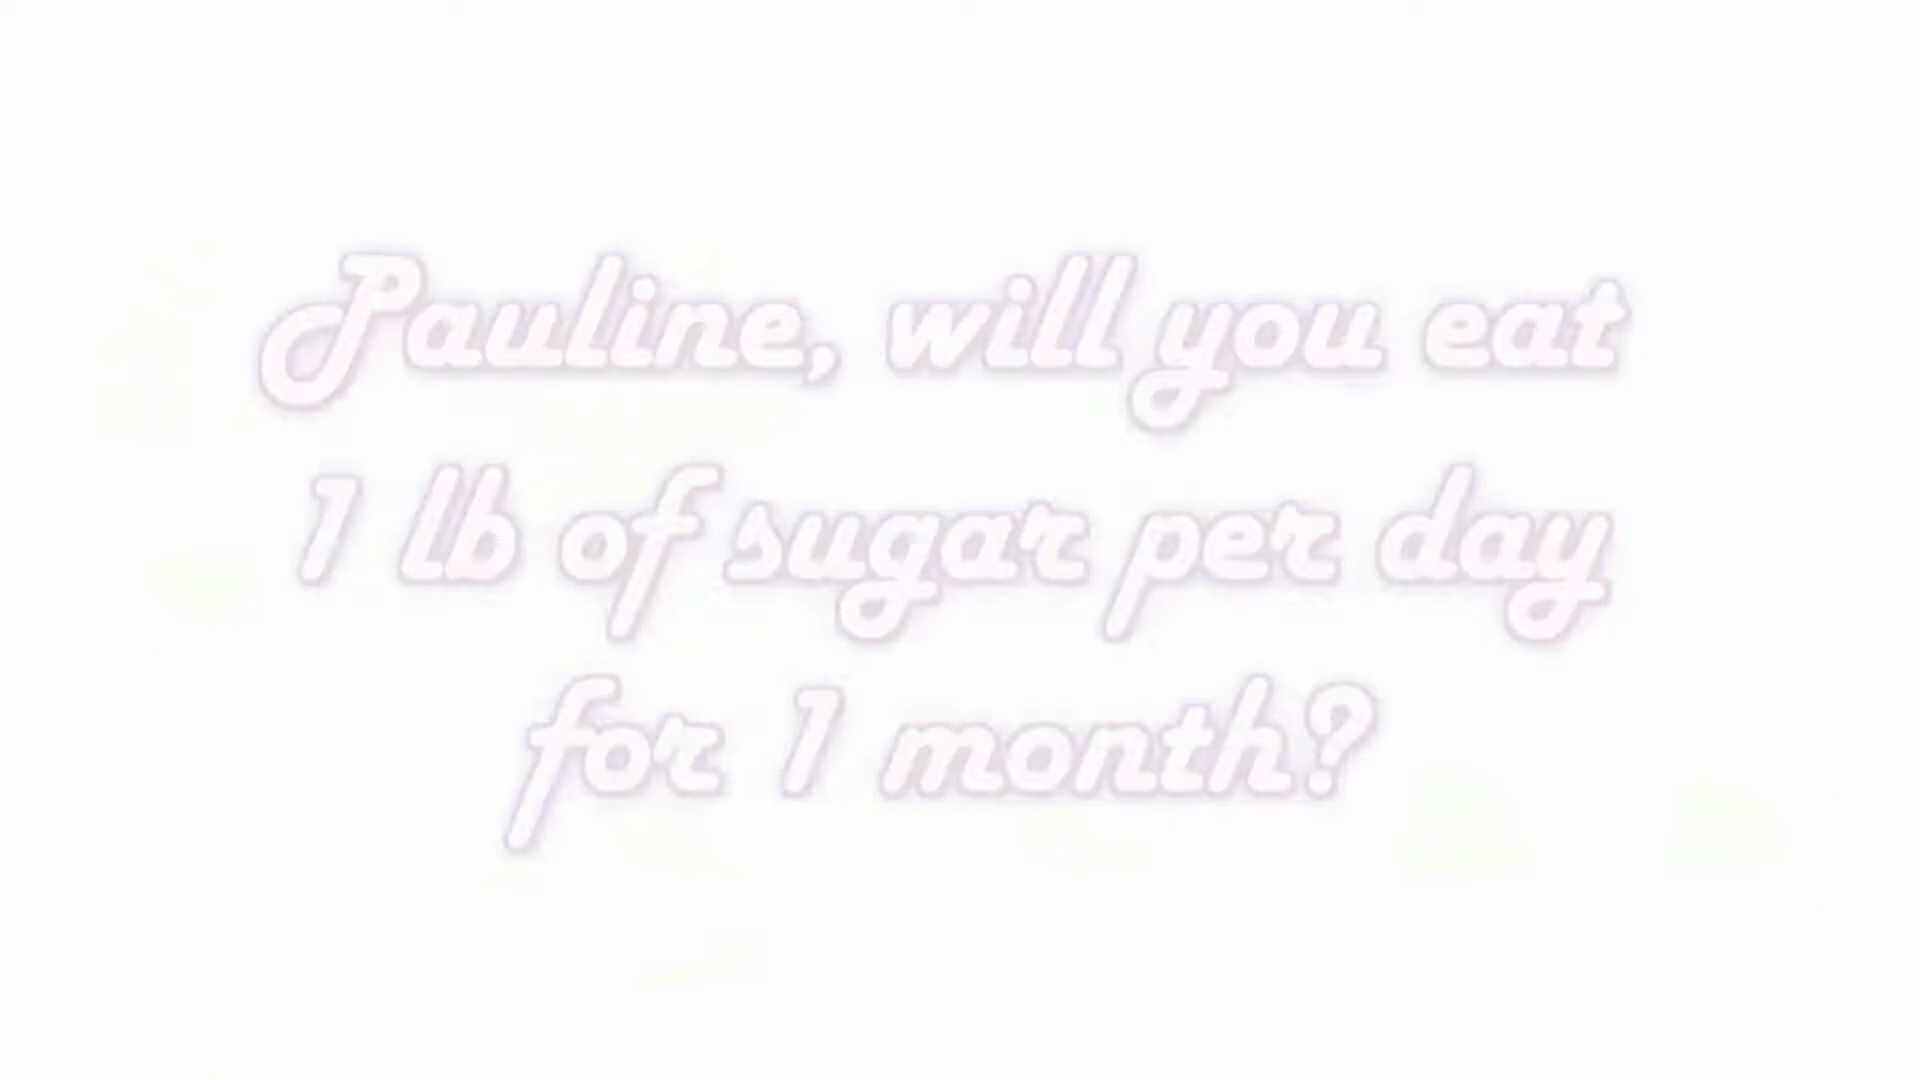 Pauline, will you eat
1 lb of sugar per day
for 1 month?